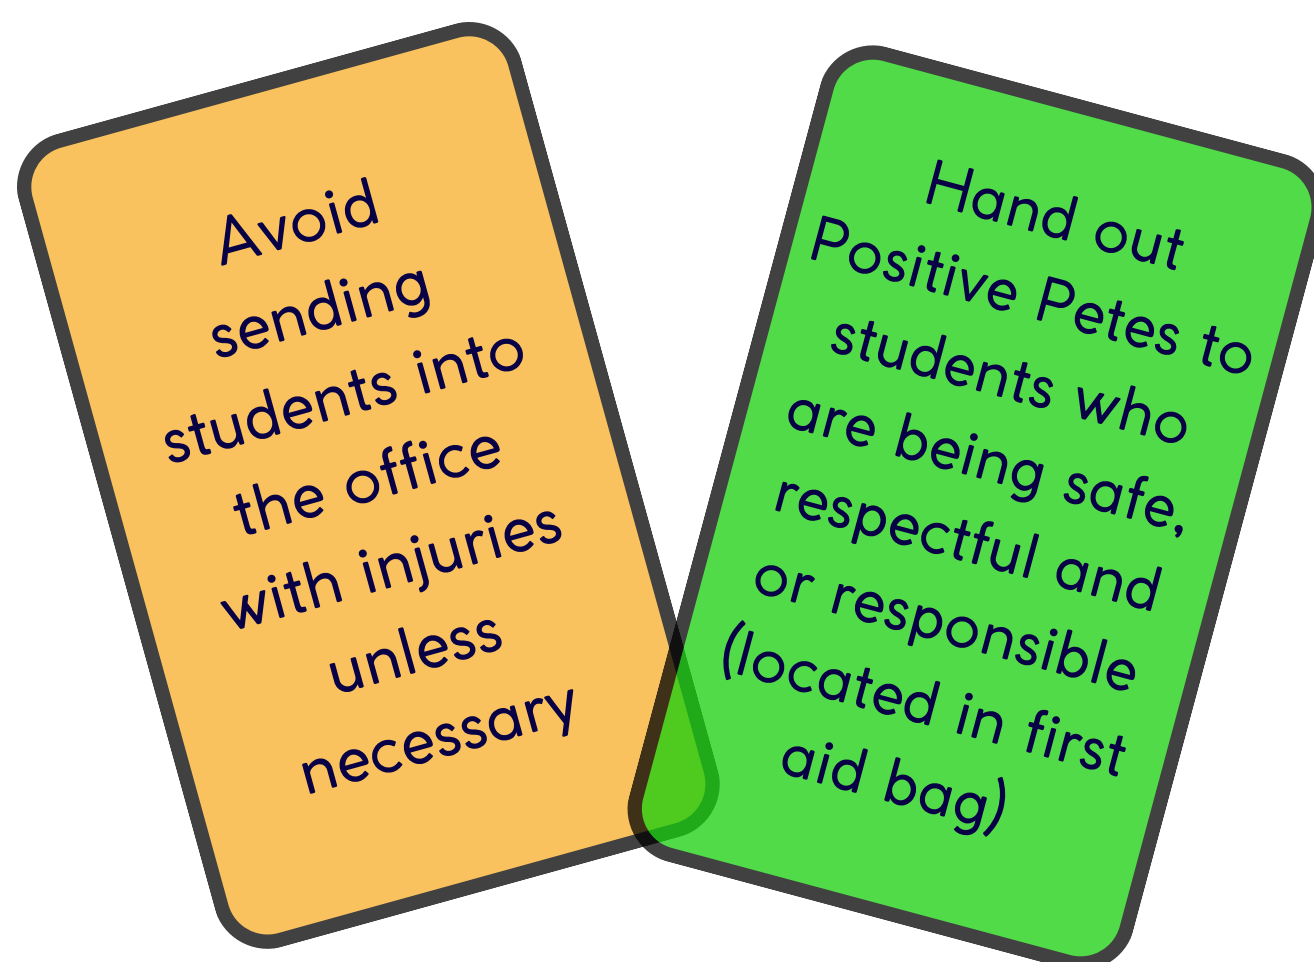 Avoid
sending
students into
the office
with injuries
unless
necessary
Hand out
Positive Petes to
students who
are being safe,
respectful and
or responsible
(located in first
aid bag)